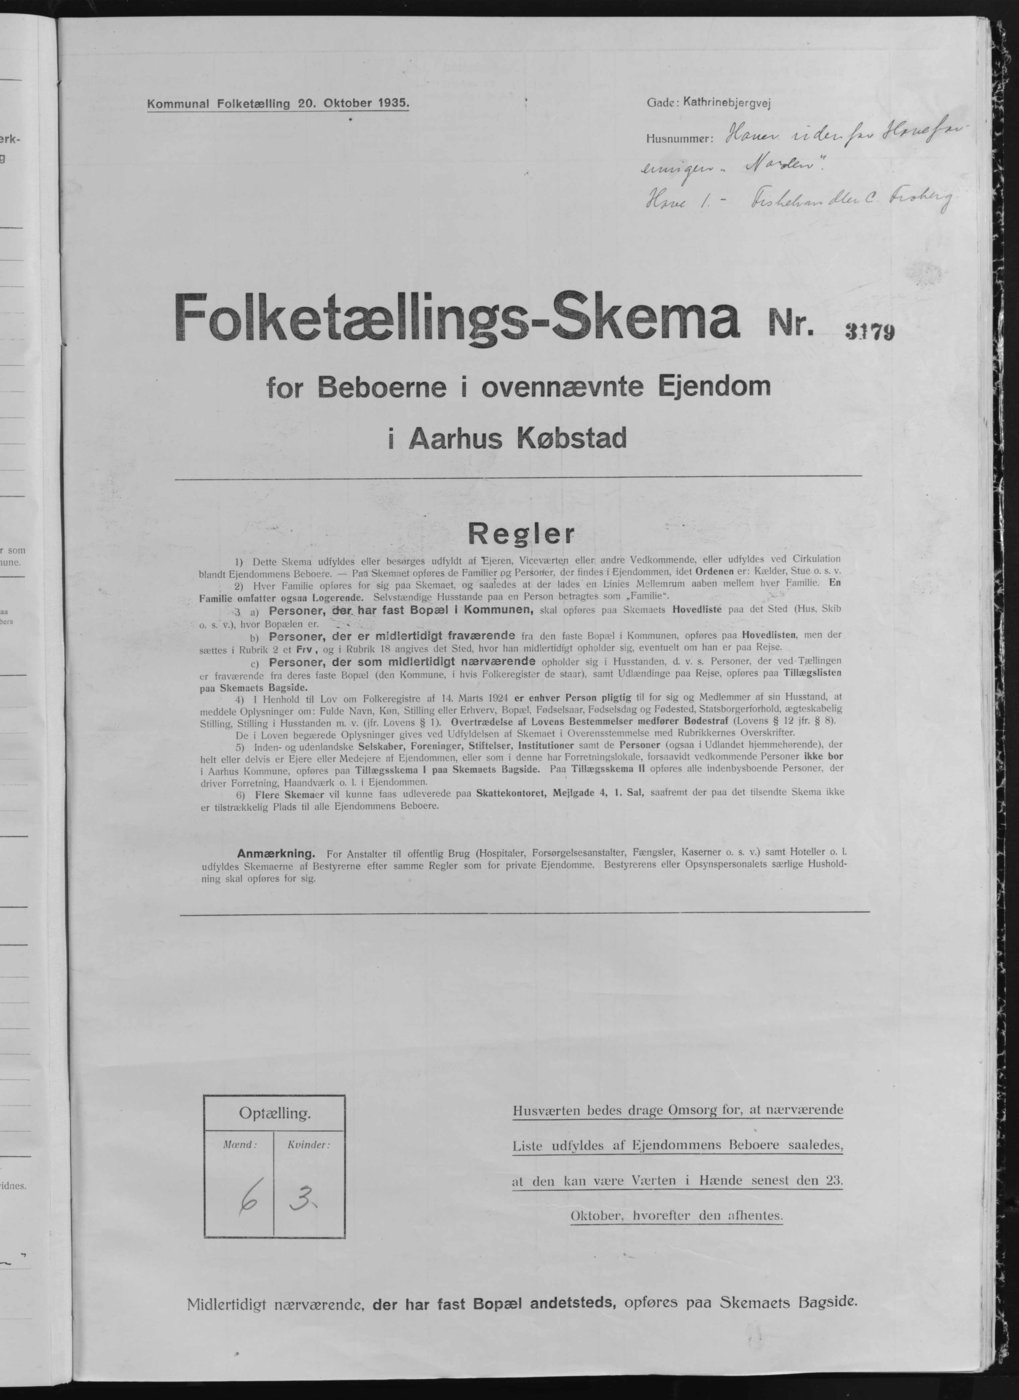 Kommunal Folketælling 20. Oktober 1935.
Gade: Kathrinebjergvej
Husnummer: Haver uden for Havefor-
eningen „Norden“.
Have 1. - Fiskehandler C. Froberg
Folketællings-Skema Nr. 3179
for Beboerne i ovennævnte Ejendom
i Aarhus Købstad
Regler
1) Dette Skema udfyldes eller besørges udfyldt af Ejeren, Viceværten eller andre Vedkommende, eller udfyldes ved Cirkulation
blandt Ejendommens Beboere. — Paa Skemaet opføres de Familier og Personer, der findes i Ejendommen, idet Ordenen er: Kælder, Stue o. s. v.
2) Hver Familie opføres for sig paa Skemaet, og saaledes at der lades en Linies Mellemrum aaben mellem hver Familie. En
Familie omfatter ogsaa Logerende. Selvstændige Husstande paa en Person betragtes som „Familie“.
3 a) Personer, der har fast Bopæl i Kommunen, skal opføres paa Skemaets Hovedliste paa det Sted (Hus, Skib
o. s. v.), hvor Bopælen er.
b) Personer, der er midlertidigt fraværende fra den faste Bopæl i Kommunen, opføres paa Hovedlisten, men der
sættes i Rubrik 2 et Frv, og i Rubrik 18 angives det Sted, hvor han midlertidigt opholder sig, eventuelt om han er paa Rejse.
c) Personer, der som midlertidigt nærværende opholder sig i Husstanden, d. v. s. Personer, der ved Tællingen
er fraværende fra deres faste Bopæl (den Kommune, i hvis Folkeregister de staar), samt Udlændinge paa Rejse, opføres paa Tillægslisten
paa Skemaets Bagside.
4) I Henhold til Lov om Folkeregistre af 14. Marts 1924 er enhver Person pligtig til for sig og Medlemmer af sin Husstand, at
meddele Oplysninger om: Fulde Navn, Køn, Stilling eller Erhverv, Bopæl, Fødselsaar, Fødselsdag og Fødested, Statsborgerforhold, ægteskabelig
Stilling, Stilling i Husstanden m. v. (jfr. Lovens § 1). Overtrædelse af Lovens Bestemmelser medfører Bødestraf (Lovens § 12 jfr. § 8).
De i Loven begærede Oplysninger gives ved Udfyldelsen af Skemaet i Overensstemmelse med Rubrikkernes Overskrifter.
5) Inden- og udenlandske Selskaber, Foreninger, Stiftelser, Institutioner samt de Personer (ogsaa i Udlandet hjemmehørende), der
helt eller delvis er Ejere eller Medejere af Ejendommen, eller som i denne har Forretningslokale, forsaavidt vedkommende Personer ikke bor
i Aarhus Kommune, opføres paa Tillægsskema I paa Skemaets Bagside. Paa Tillægsskema II opføres alle indenbysboende Personer, der
driver Forretning, Haandværk o. l. i Ejendommen.
6) Flere Skemaer vil kunne faas udleverede paa Skattekontoret, Mejlgade 4, 1. Sal, saafremt der paa det tilsendte Skema ikke
er tilstrækkelig Plads til alle Ejendommens Beboere.
Anmærkning. For Anstalter til offentlig Brug (Hospitaler, Forsørgelsesanstalter, Fængsler, Kaserner o. s. v.) samt Hoteller o. l.
udfyldes Skemaerne af Bestyrerne efter samme Regler som for private Ejendomme. Bestyrerens eller Opsynspersonalets særlige Hushold-
ning skal opføres for sig.
Optælling.
Mænd: Kvinder:
6 3.
Husværten bedes drage Omsorg for, at nærværende
Liste udfyldes af Ejendommens Beboere saaledes,
at den kan være Værten i Hænde senest den 23.
Oktober, hvorefter den afhentes.
Midlertidigt nærværende, der har fast Bopæl andetsteds, opføres paa Skemaets Bagside.